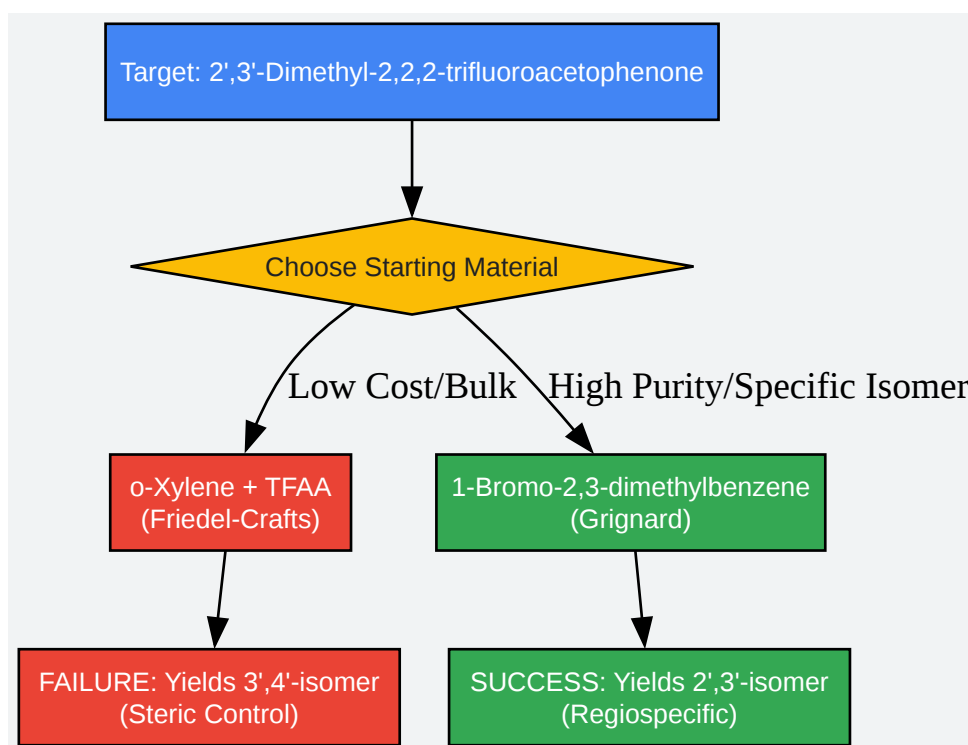 Target: 2',3'-Dimethyl-2,2,2-trifluoroacetophenone
Choose Starting Material
Low Cost/Bulk
High Purity/Specific Isomer
o-Xylene + TFAA
(Friedel-Crafts)
1-Bromo-2,3-dimethylbenzene
(Grignard)
FAILURE: Yields 3',4'-isomer
(Steric Control)
SUCCESS: Yields 2',3'-isomer
(Regiospecific)